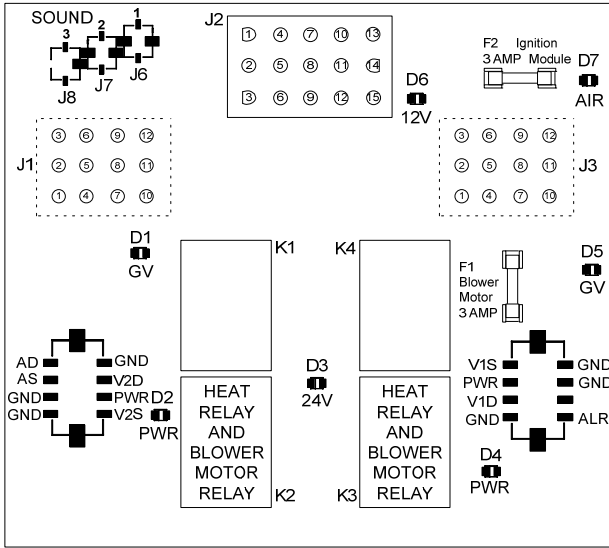 SOUND
3 2 1
J8 J7 J6
J2
1 4 7 10 13
2 5 8 11 14
3 6 9 12 15
D6
12V
F2 Ignition
3 AMP Module
D7
AIR
J1
3 6 9 12
2 5 8 11
1 4 7 10
J3
3 6 9 12
2 5 8 11
1 4 7 10
D1
GV
K1
K4
F1
Blower
Motor
3 AMP
D5
GV
AD GND
AS V2D
GND PWR
GND V2S
D2
PWR
D3
24V
HEAT
RELAY
AND
BLOWER
MOTOR
RELAY
K2
HEAT
RELAY
AND
BLOWER
MOTOR
RELAY
K3
V1S GND
PWR GND
V1D
GND ALR
D4
PWR